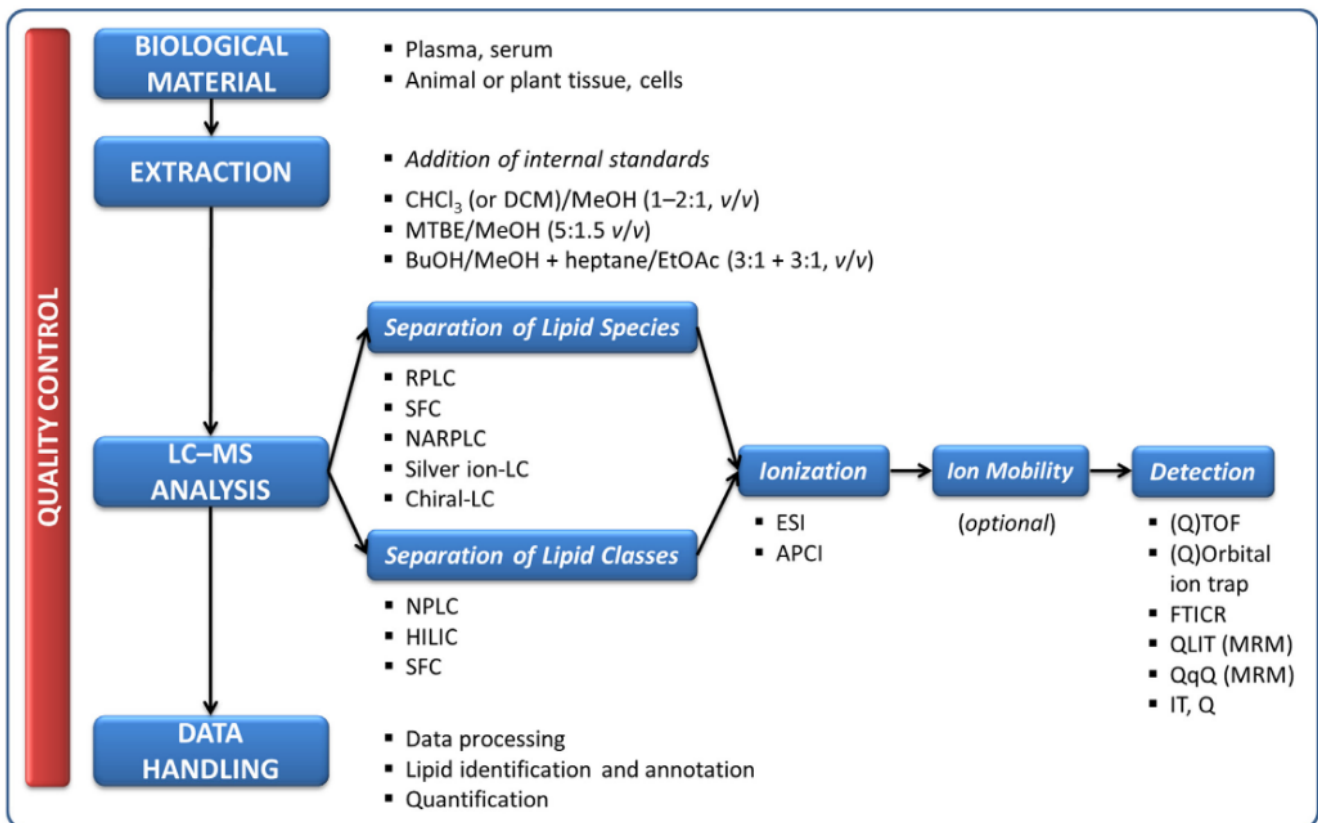 QUALITY CONTROL
BIOLOGICAL
MATERIAL
▪ Plasma, serum
▪ Animal or plant tissue, cells
EXTRACTION
▪ Addition of internal standards
▪ CHCl₃ (or DCM)/MeOH (1–2:1, v/v)
▪ MTBE/MeOH (5:1.5 v/v)
▪ BuOH/MeOH + heptane/EtOAc (3:1 + 3:1, v/v)
LC–MS
ANALYSIS
Separation of Lipid Species
▪ RPLC
▪ SFC
▪ NARPLC
▪ Silver ion-LC
▪ Chiral-LC
Separation of Lipid Classes
▪ NPLC
▪ HILIC
▪ SFC
Ionization
▪ ESI
▪ APCI
Ion Mobility
(optional)
Detection
▪ (Q)TOF
▪ (Q)Orbital
ion trap
▪ FTICR
▪ QLIT (MRM)
▪ QqQ (MRM)
▪ IT, Q
DATA
HANDLING
▪ Data processing
▪ Lipid identification and annotation
▪ Quantification